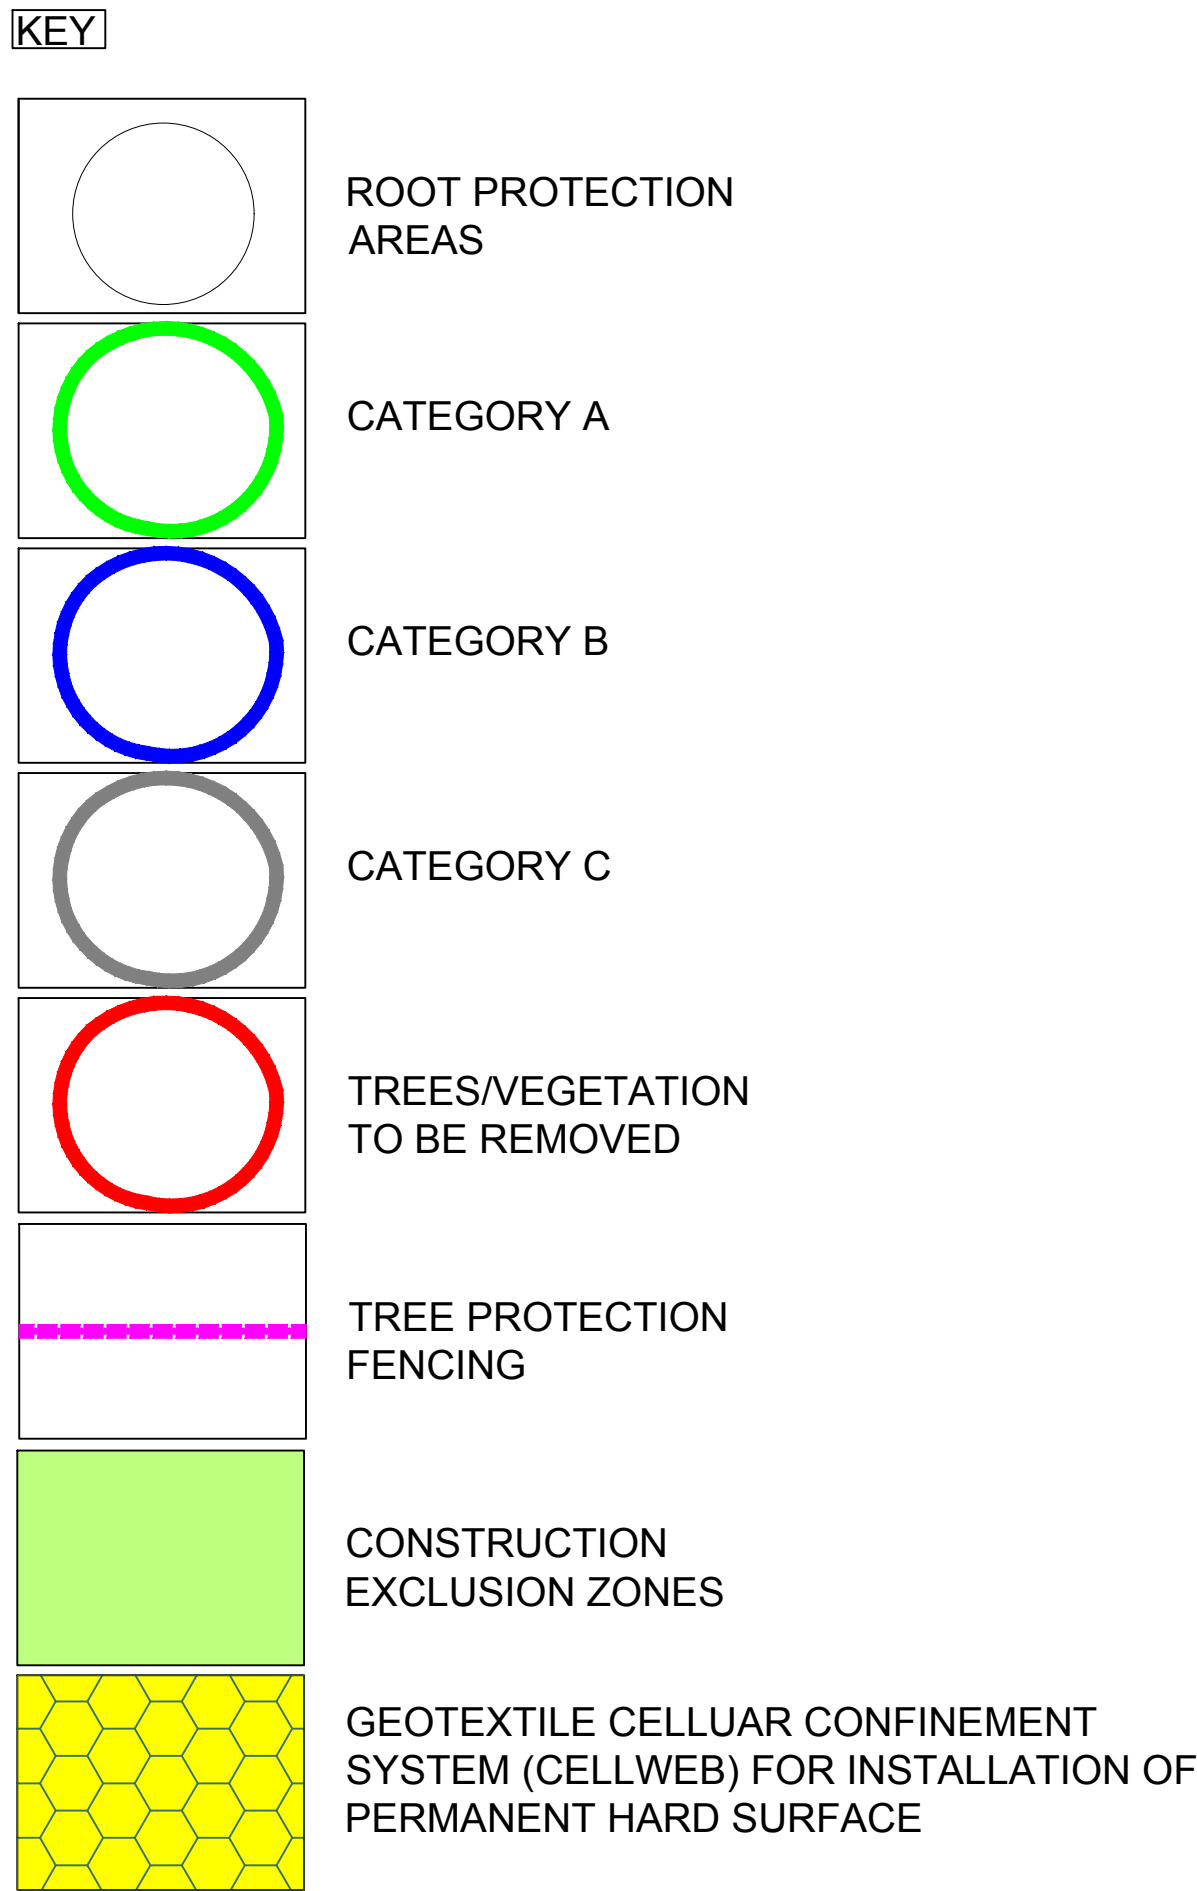 KEY
ROOT PROTECTION
AREAS
CATEGORY A
CATEGORY B
CATEGORY C
TREES/VEGETATION
TO BE REMOVED
TREE PROTECTION
FENCING
CONSTRUCTION
EXCLUSION ZONES
GEOTEXTILE CELLUAR CONFINEMENT
SYSTEM (CELLWEB) FOR INSTALLATION OF
PERMANENT HARD SURFACE